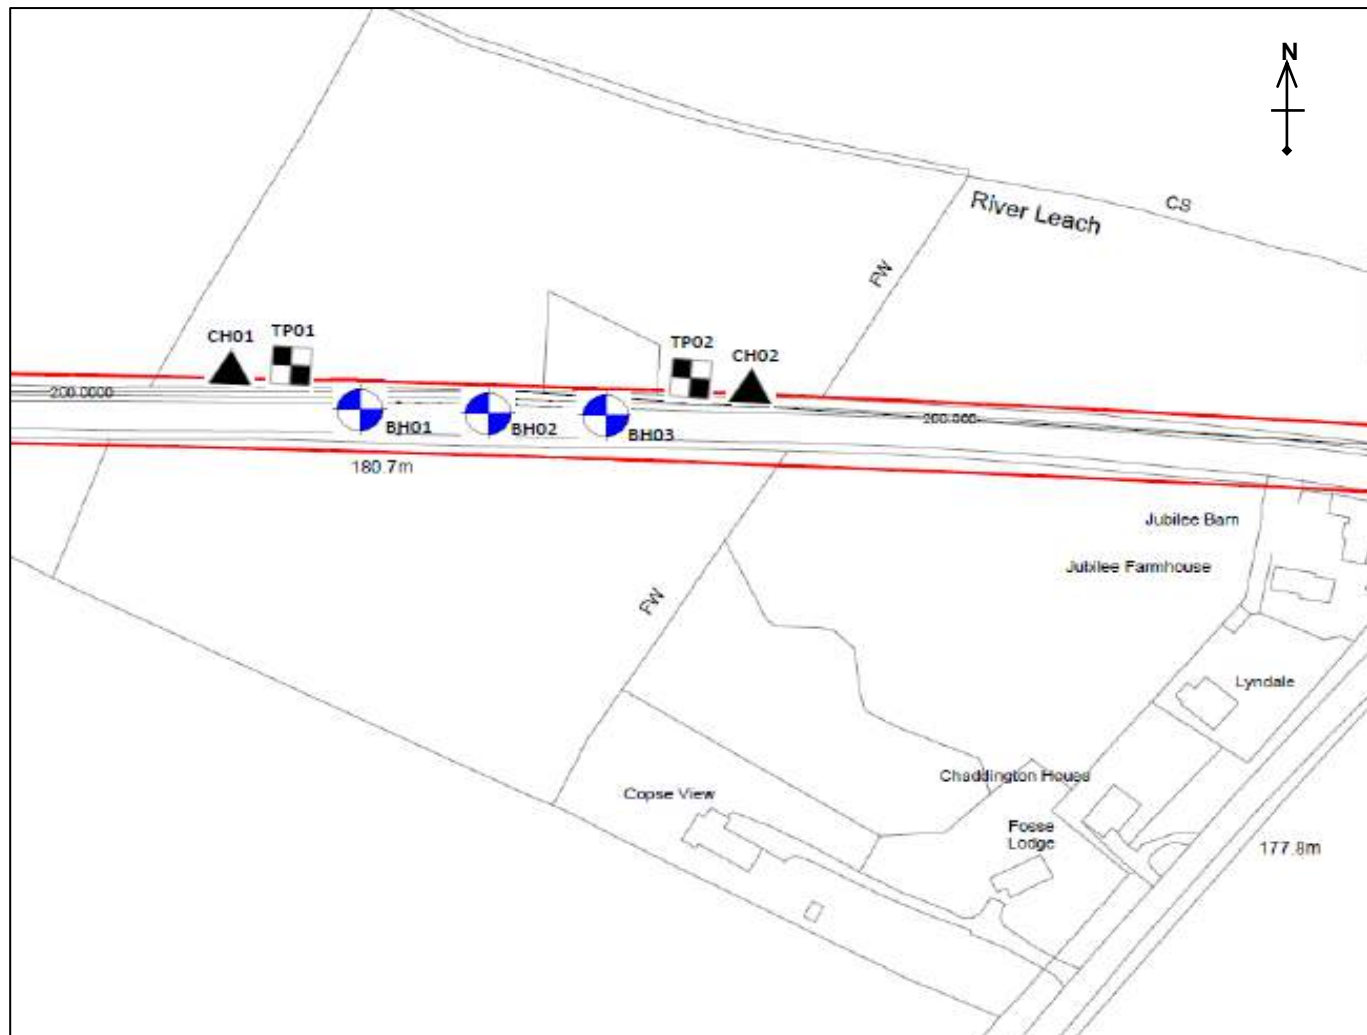 N
CS
River Leach
FW
CH01
TP01
TP02
CH02
200.0000
200.000
BH01
BH02
BH03
180.7m
Jubilee Barn
Jubilee Farmhouse
FW
Lyndale
Chaddington Houes
Copse View
Fosse
Lodge
177.8m